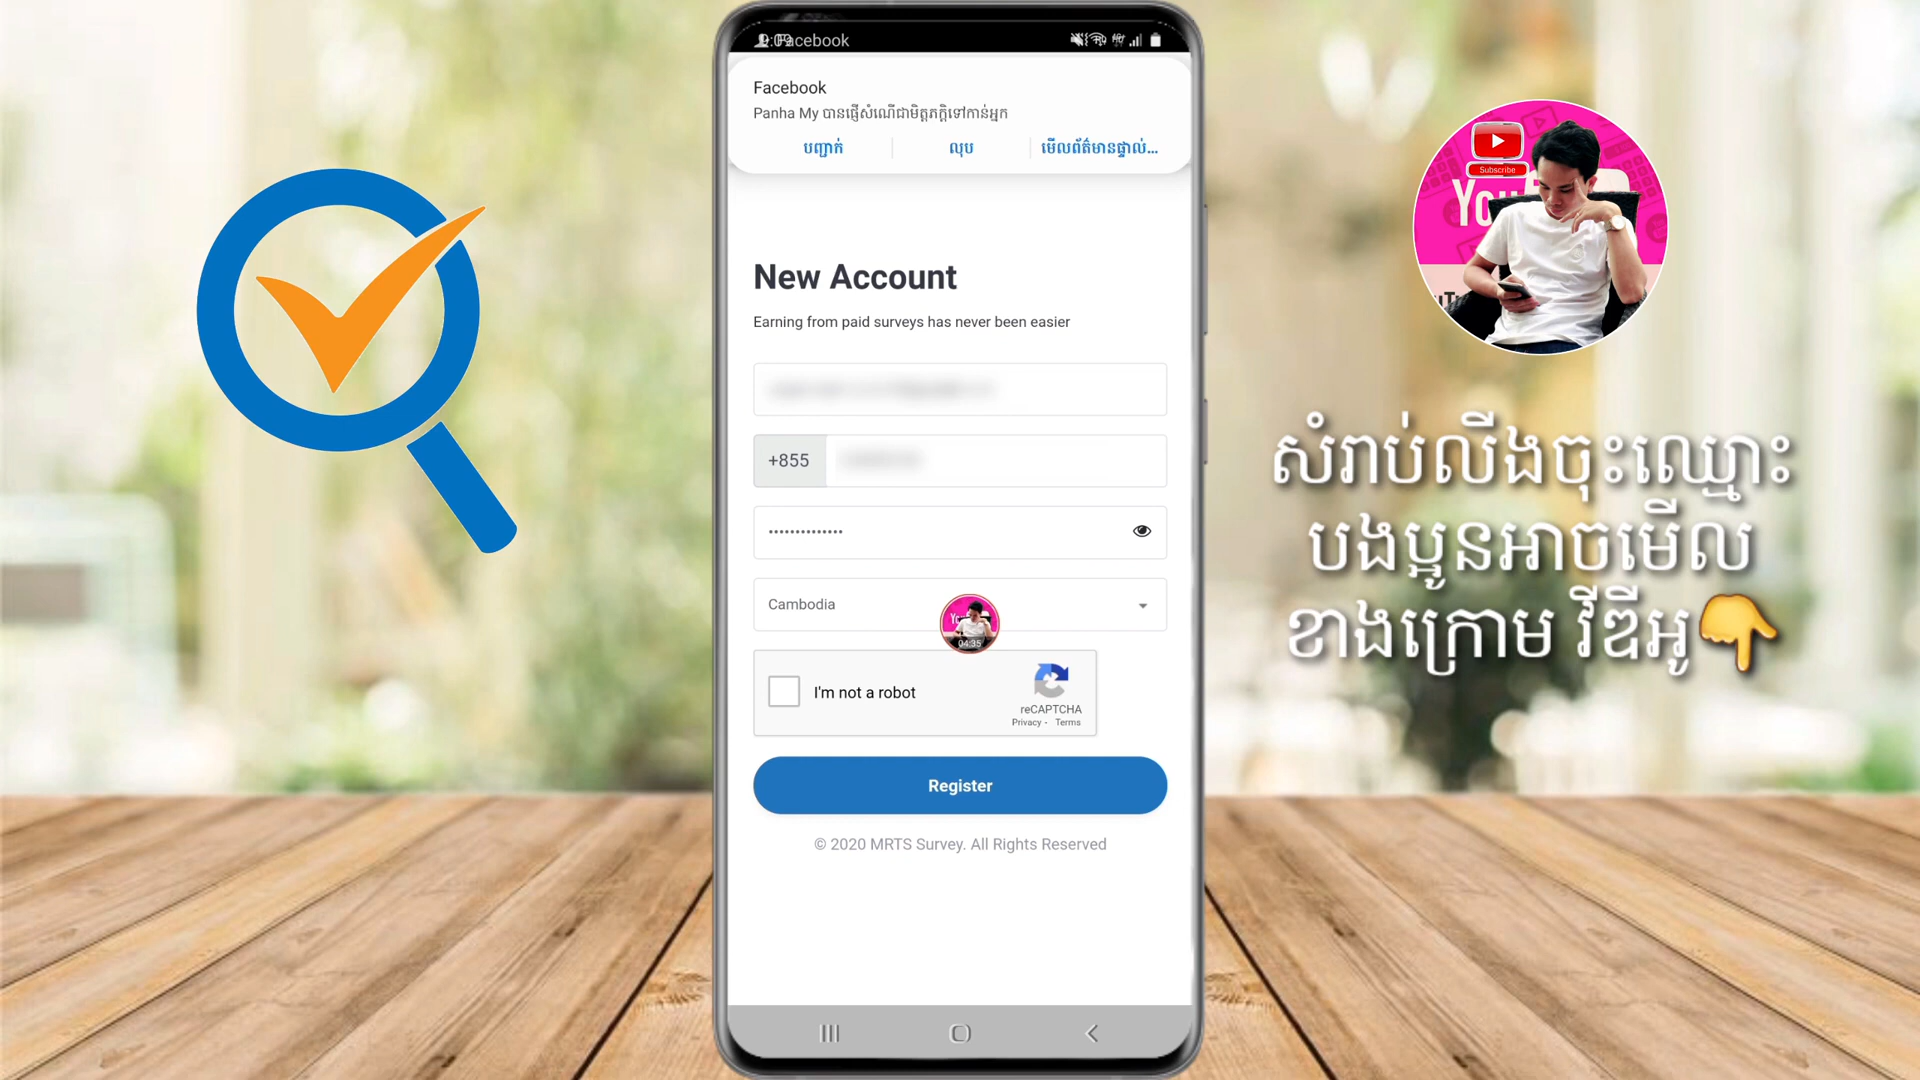 Facebook
Facebook
Panha My បានផ្ញើសំណើជាមិត្តភក្តិទៅកាន់អ្នក
បញ្ជាក់
លុប
មើលព័ត៌មានផ្ទាល់...
New Account
Earning from paid surveys has never been easier
+855
Cambodia
04:35
I'm not a robot
reCAPTCHA
Privacy - Terms
Register
© 2020 MRTS Survey. All Rights Reserved
Subscribe
សំរាប់លីងចុះឈ្មោះ
បងប្អូនអាចមើល
ខាងក្រោម វីឌីអូ👇